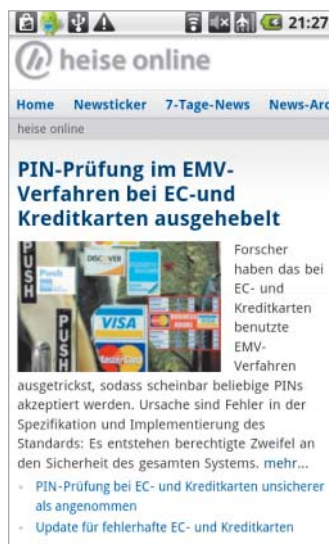 21:27
heise online
Home Newsticker 7-Tage-News News-Arc
heise online
PIN-Prüfung im EMV-
Verfahren bei EC-und
Kreditkarten ausgehebelt
PUSH
DISCOVER
Push
PUSH
VISA
MasterCard
Forscher
haben das bei
EC- und
Kreditkarten
benutzte
EMV-
Verfahren
ausgetrickst, sodass scheinbar beliebige PINs
akzeptiert werden. Ursache sind Fehler in der
Spezifikation und Implementierung des
Standards: Es entstehen berechtigte Zweifel an
den Sicherheit des gesamten Systems. mehr...
PIN-Prüfung bei EC- und Kreditkarten unsicherer
als angenommen
Update für fehlerhafte EC- und Kreditkarten